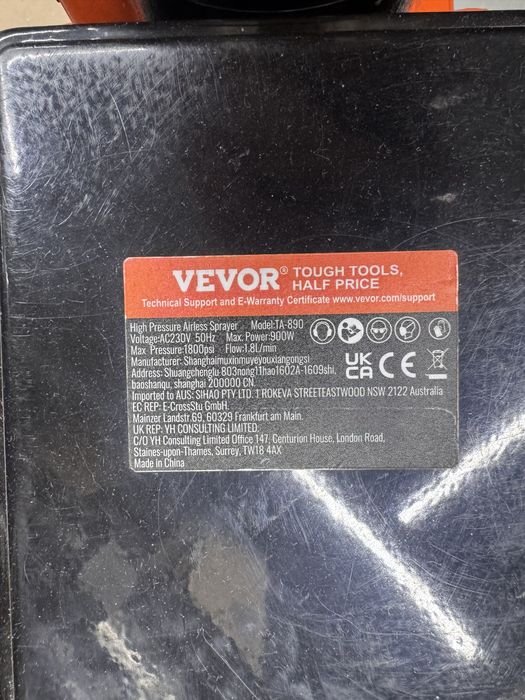 VEVOR® TOUGH TOOLS,
HALF PRICE
Technical Support and E-Warranty Certificate www.vevor.com/support
High Pressure Airless Sprayer Model:TA-890
Voltage:AC230V 50Hz Max. Power:900W
Max Pressure:1800psi Flow:1.8L/min
Manufacturer: Shanghaimuxinmuyeyouxiangongsi
Address: Shuangchenglu-803nong11hao1602A-1609shi,
baoshanqu, shanghai 200000 CN.
Imported to AUS: SIHAO PTY LTD. 1 ROKEVA STREETEASTWOOD NSW 2122 Australia
EC REP: E-CrossStu GmbH.
Mainzer Landstr.69, 60329 Frankfurt am Main.
UK REP: YH CONSULTING LIMITED.
C/O YH Consulting Limited Office 147, Centurion House, London Road,
Staines-upon-Thames, Surrey, TW18 4AX
Made in China
UK
CA
CE